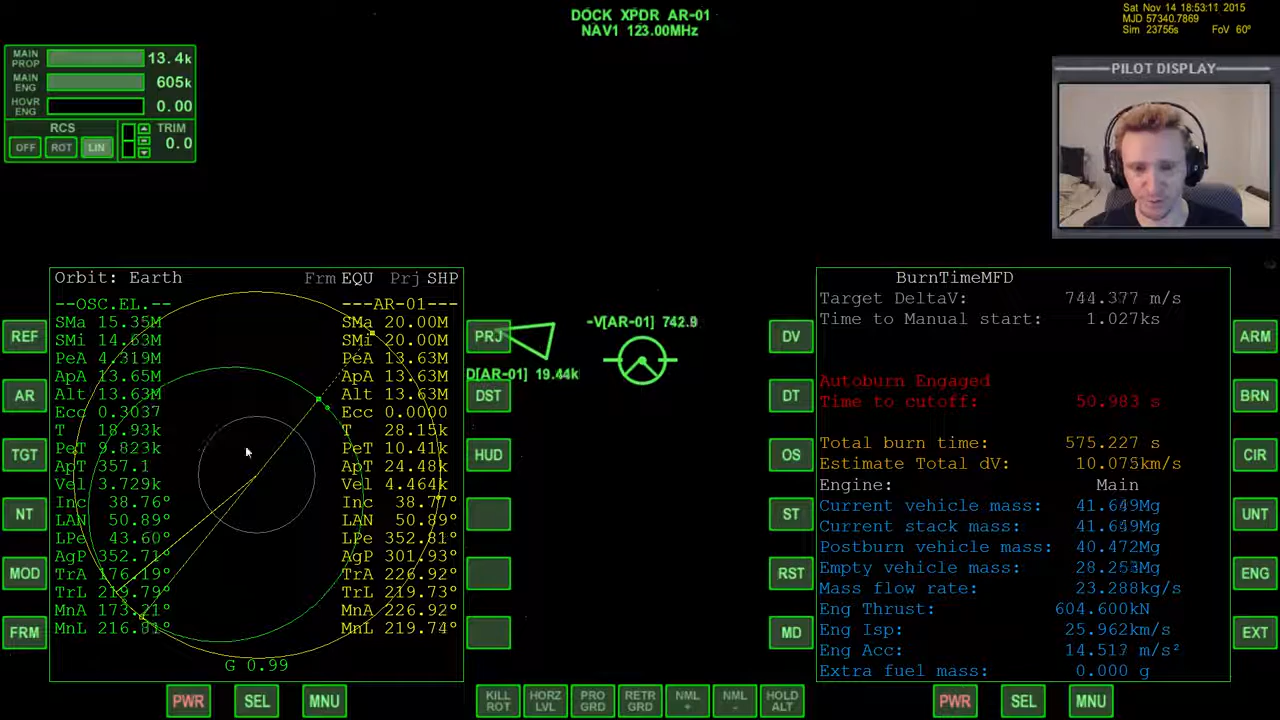 DOCK XPDR AR-01
NAV1 123.00MHz
Sat Nov 14 18:53:11 2015
MJD 57340.7869
Sim 23756s FoV 60°
MAIN PROP 13.4k
MAIN ENG 605k
HOVR ENG 0.00
RCS TRIM
OFF ROT LIN 0.0
PILOT DISPLAY
-V[AR-01] 742.9
D[AR-01] 19.44k
Orbit: Earth Frm EQU Prj SHP
--OSC.EL.-- ---AR-01---
SMa 15.35M SMa 20.00M
SMi 14.63M SMi 20.00M
PeA 4.319M PeA 13.63M
ApA 13.65M ApA 13.63M
Alt 13.63M Alt 13.63M
Ecc 0.3037 Ecc 0.0000
T 18.93k T 28.15k
PeT 9.823k PeT 10.41k
ApT 357.1 ApT 24.48k
Vel 3.729k Vel 4.464k
Inc 38.76° Inc 38.77°
LAN 50.89° LAN 50.89°
LPe 43.60° LPe 352.81°
AgP 352.71° AgP 301.93°
TrA 176.19° TrA 226.92°
TrL 219.79° TrL 219.73°
MnA 173.21° MnA 226.92°
MnL 216.81° MnL 219.74°
G 0.99
REF
AR
TGT
NT
MOD
FRM
PRJ
DST
HUD
PWR SEL MNU
KILL ROT
HORZ LVL
PRO GRD
RETR GRD
NML +
NML -
HOLD ALT
BurnTimeMFD
Target DeltaV: 744.377 m/s
Time to Manual start: 1.027ks
Autoburn Engaged
Time to cutoff: 50.983 s
Total burn time: 575.227 s
Estimate Total dV: 10.075km/s
Engine: Main
Current vehicle mass: 41.649Mg
Current stack mass: 41.649Mg
Postburn vehicle mass: 40.472Mg
Empty vehicle mass: 28.253Mg
Mass flow rate: 23.288kg/s
Eng Thrust: 604.600kN
Eng Isp: 25.962km/s
Eng Acc: 14.517 m/s²
Extra fuel mass: 0.000 g
DV
DT
OS
ST
RST
MD
ARM
BRN
CIR
UNT
ENG
EXT
PWR SEL MNU